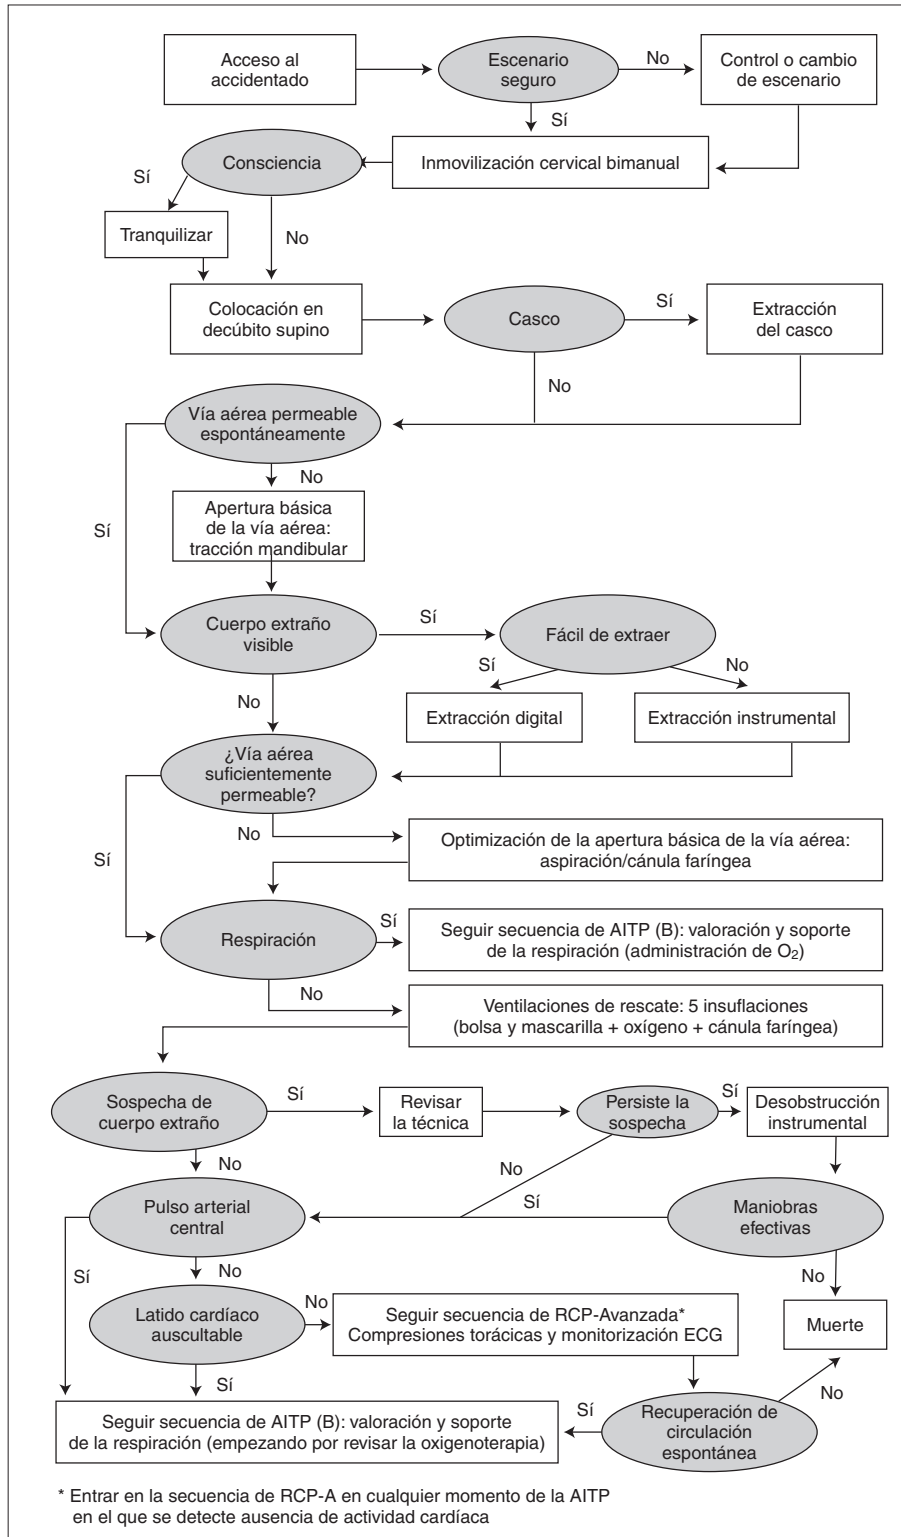 Acceso al
accidentado
Escenario
seguro
No
Control o cambio
de escenario
Sí
Inmovilización cervical bimanual
Consciencia
Sí
Tranquilizar
No
Colocación en
decúbito supino
Casco
Sí
Extracción
del casco
No
Vía aérea permeable
espontáneamente
No
Sí
Apertura básica
de la vía aérea:
tracción mandibular
Cuerpo extraño
visible
Sí
Fácil de extraer
Sí
No
No
Extracción digital
Extracción instrumental
¿Vía aérea
suficientemente
permeable?
No
Sí
Optimización de la apertura básica de la vía aérea:
aspiración/cánula faríngea
Respiración
Sí
Seguir secuencia de AITP (B): valoración y soporte
de la respiración (administración de O2)
No
Ventilaciones de rescate: 5 insuflaciones
(bolsa y mascarilla + oxígeno + cánula faríngea)
Sospecha de
cuerpo extraño
Sí
Revisar
la técnica
Persiste la
sospecha
Sí
Desobstrucción
instrumental
No
No
Pulso arterial
central
Sí
Maniobras
efectivas
Sí
No
No
Latido cardíaco
auscultable
No
Seguir secuencia de RCP-Avanzada*
Compresiones torácicas y monitorización ECG
Muerte
Sí
No
Seguir secuencia de AITP (B): valoración y soporte
de la respiración (empezando por revisar la oxigenoterapia)
Sí
Recuperación de
circulación
espontánea
* Entrar en la secuencia de RCP-A en cualquier momento de la AITP
en el que se detecte ausencia de actividad cardíaca